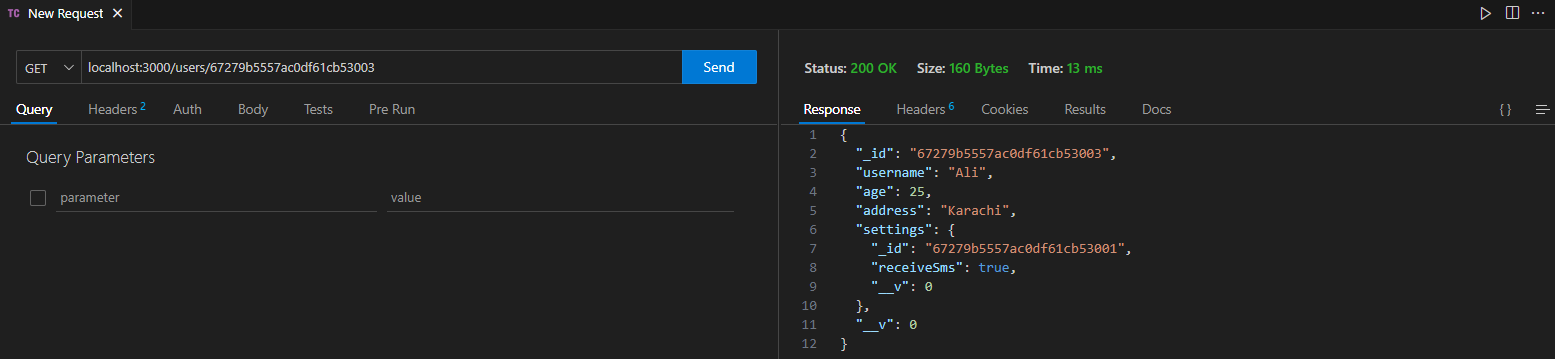 TC New Request
GET localhost:3000/users/67279b5557ac0df61cb53003 Send
Query Headers 2 Auth Body Tests Pre Run
Query Parameters
parameter value
Status: 200 OK Size: 160 Bytes Time: 13 ms
Response Headers 6 Cookies Results Docs { }
1 {
2 "_id": "67279b5557ac0df61cb53003",
3 "username": "Ali",
4 "age": 25,
5 "address": "Karachi",
6 "settings": {
7 "_id": "67279b5557ac0df61cb53001",
8 "receiveSms": true,
9 "__v": 0
10 },
11 "__v": 0
12 }